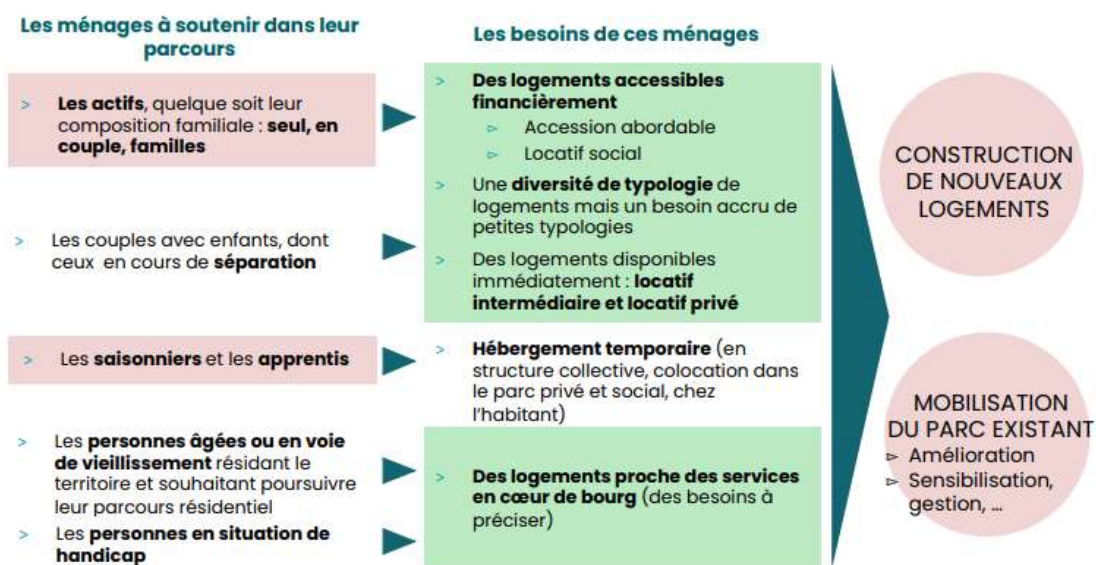 Les ménages à soutenir dans leur
parcours
Les besoins de ces ménages
> Les actifs, quelque soit leur
composition familiale : seul, en
couple, familles
> Les couples avec enfants, dont
ceux en cours de séparation
> Les saisonniers et les apprentis
> Les personnes âgées ou en voie
de vieillissement résidant le
territoire et souhaitant poursuivre
leur parcours résidentiel
> Les personnes en situation de
handicap
> Des logements accessibles
financièrement
▻ Accession abordable
▻ Locatif social
> Une diversité de typologie de
logements mais un besoin accru de
petites typologies
> Des logements disponibles
immédiatement : locatif
intermédiaire et locatif privé
> Hébergement temporaire (en
structure collective, colocation dans
le parc privé et social, chez
l'habitant)
> Des logements proche des services
en cœur de bourg (des besoins à
préciser)
CONSTRUCTION
DE NOUVEAUX
LOGEMENTS
MOBILISATION
DU PARC EXISTANT
▻ Amélioration
▻ Sensibilisation,
gestion, ...